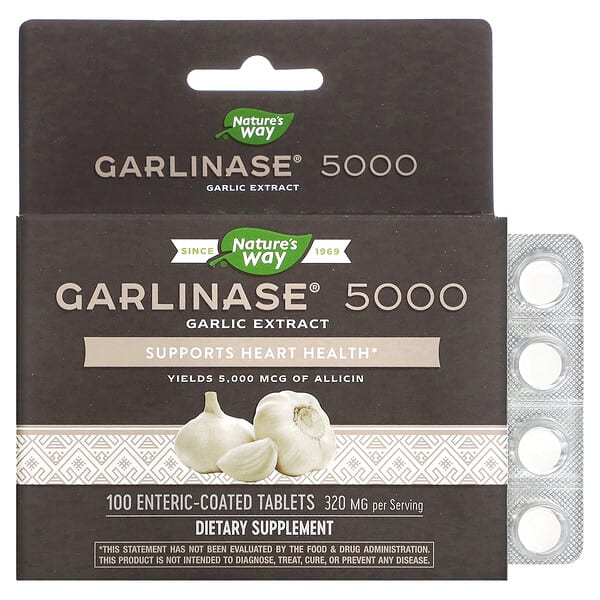 Nature's
Way
GARLINASE® 5000
GARLIC EXTRACT
SINCE Nature's Way 1969
GARLINASE® 5000
GARLIC EXTRACT
SUPPORTS HEART HEALTH*
YIELDS 5,000 MCG OF ALLICIN
100 ENTERIC-COATED TABLETS 320 MG per Serving
DIETARY SUPPLEMENT
*THIS STATEMENT HAS NOT BEEN EVALUATED BY THE FOOD & DRUG ADMINISTRATION.
THIS PRODUCT IS NOT INTENDED TO DIAGNOSE, TREAT, CURE, OR PREVENT ANY DISEASE.